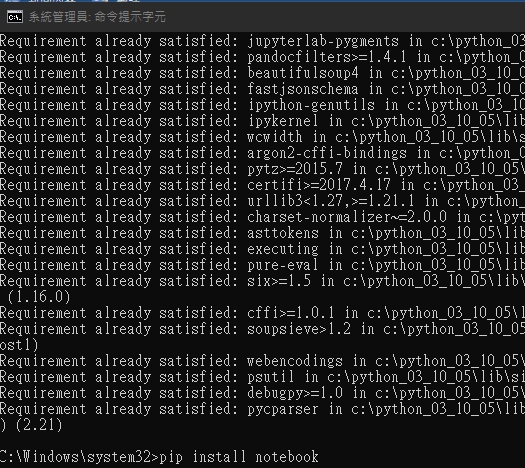 系統管理員: 命令提示字元
Requirement already satisfied: jupyterlab-pygments in c:\python_03
Requirement already satisfied: pandocfilters>=1.4.1 in c:\python_0
Requirement already satisfied: beautifulsoup4 in c:\python_03_10_0
Requirement already satisfied: fastjsonschema in c:\python_03_10_0
Requirement already satisfied: ipython-genutils in c:\python_03_10
Requirement already satisfied: ipykernel in c:\python_03_10_05\lib
Requirement already satisfied: wcwidth in c:\python_03_10_05\lib\s
Requirement already satisfied: argon2-cffi-bindings in c:\python_0
Requirement already satisfied: pytz>=2015.7 in c:\python_03_10_05\
Requirement already satisfied: certifi>=2017.4.17 in c:\python_03_
Requirement already satisfied: urllib3<1.27,>=1.21.1 in c:\python_
Requirement already satisfied: charset-normalizer~=2.0.0 in c:\pyt
Requirement already satisfied: asttokens in c:\python_03_10_05\lib
Requirement already satisfied: executing in c:\python_03_10_05\lib
Requirement already satisfied: pure-eval in c:\python_03_10_05\lib
Requirement already satisfied: six>=1.5 in c:\python_03_10_05\lib\
(1.16.0)
Requirement already satisfied: cffi>=1.0.1 in c:\python_03_10_05\l
Requirement already satisfied: soupsieve>1.2 in c:\python_03_10_05
ost1)
Requirement already satisfied: webencodings in c:\python_03_10_05\
Requirement already satisfied: psutil in c:\python_03_10_05\lib\si
Requirement already satisfied: debugpy>=1.0 in c:\python_03_10_05\
Requirement already satisfied: pycparser in c:\python_03_10_05\lib
) (2.21)
C:\Windows\system32>pip install notebook